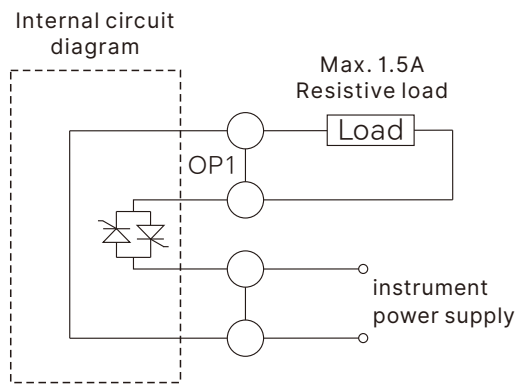 Internal circuit
diagram
Max. 1.5A
Resistive load
Load
OP1
instrument
power supply